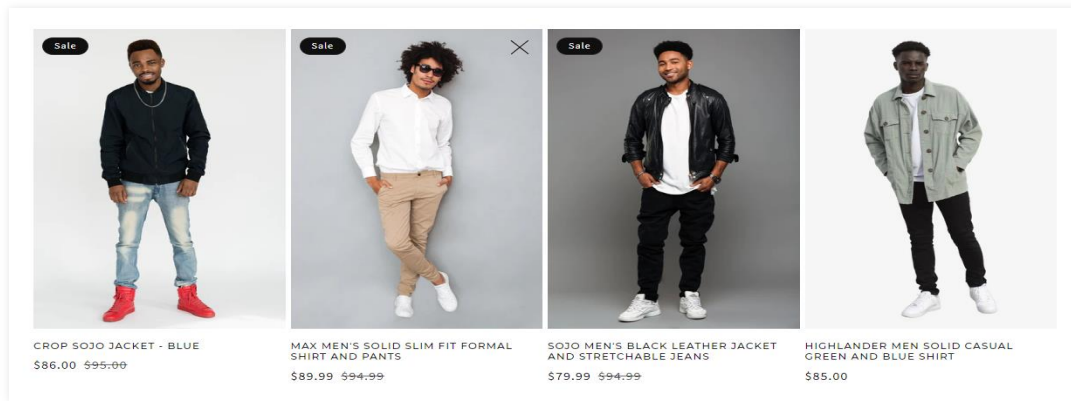 Sale
Sale
Sale
CROP SOJO JACKET - BLUE
$86.00 $95.00
MAX MEN'S SOLID SLIM FIT FORMAL
SHIRT AND PANTS
$89.99 $94.99
SOJO MEN'S BLACK LEATHER JACKET
AND STRETCHABLE JEANS
$79.99 $94.99
HIGHLANDER MEN SOLID CASUAL
GREEN AND BLUE SHIRT
$85.00